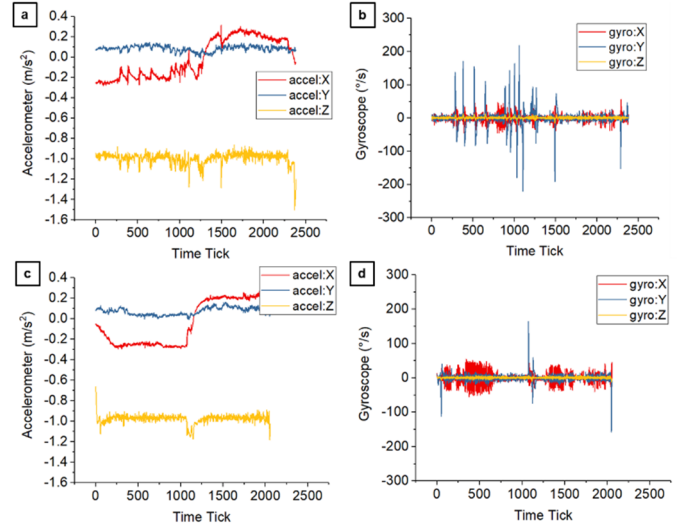 a
0.4
0.2
0.0
-0.2
-0.4
-0.6
-0.8
-1.0
-1.2
-1.4
-1.6
0 500 1000 1500 2000 2500
Accelerometer (m/s²)
Time Tick
accel:X
accel:Y
accel:Z
b
300
200
100
0
-100
-200
-300
0 500 1000 1500 2000 2500
Gyroscope (°/s)
Time Tick
gyro:X
gyro:Y
gyro:Z
c
0.4
0.2
0.0
-0.2
-0.4
-0.6
-0.8
-1.0
-1.2
-1.4
-1.6
0 500 1000 1500 2000 2500
Accelerometer (m/s²)
Time Tick
accel:X
accel:Y
accel:Z
d
300
200
100
0
-100
-200
-300
0 500 1000 1500 2000 2500
Gyroscope (°/s)
Time Tick
gyro:X
gyro:Y
gyro:Z